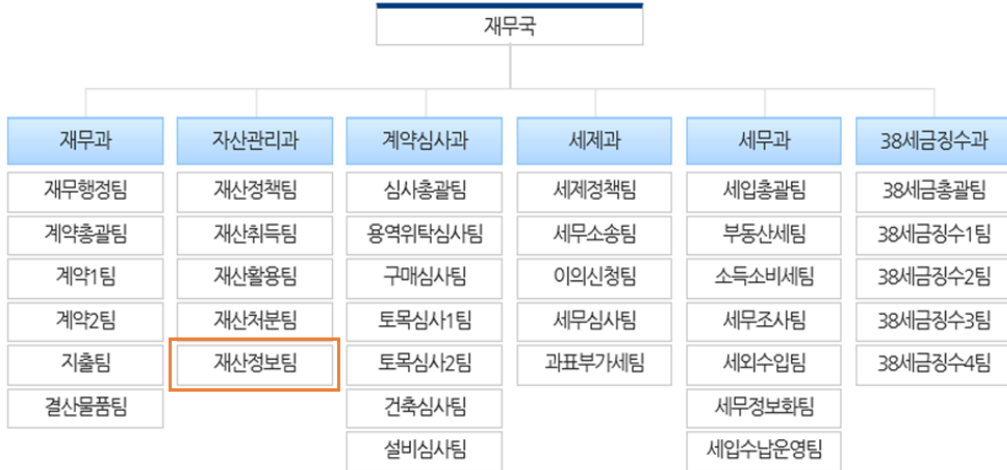 재무국
재무과
재무행정팀
계약총괄팀
계약1팀
계약2팀
지출팀
결산물품팀
자산관리과
재산정책팀
재산취득팀
재산활용팀
재산처분팀
재산정보팀
계약심사과
심사총괄팀
용역위탁심사팀
구매심사팀
토목심사1팀
토목심사2팀
건축심사팀
설비심사팀
세제과
세제정책팀
세무소송팀
이의신청팀
세무심사팀
과표부가세팀
세무과
세입총괄팀
부동산세팀
소득소비세팀
세무조사팀
세외수입팀
세무정보화팀
세입수납운영팀
38세금징수과
38세금총괄팀
38세금징수1팀
38세금징수2팀
38세금징수3팀
38세금징수4팀